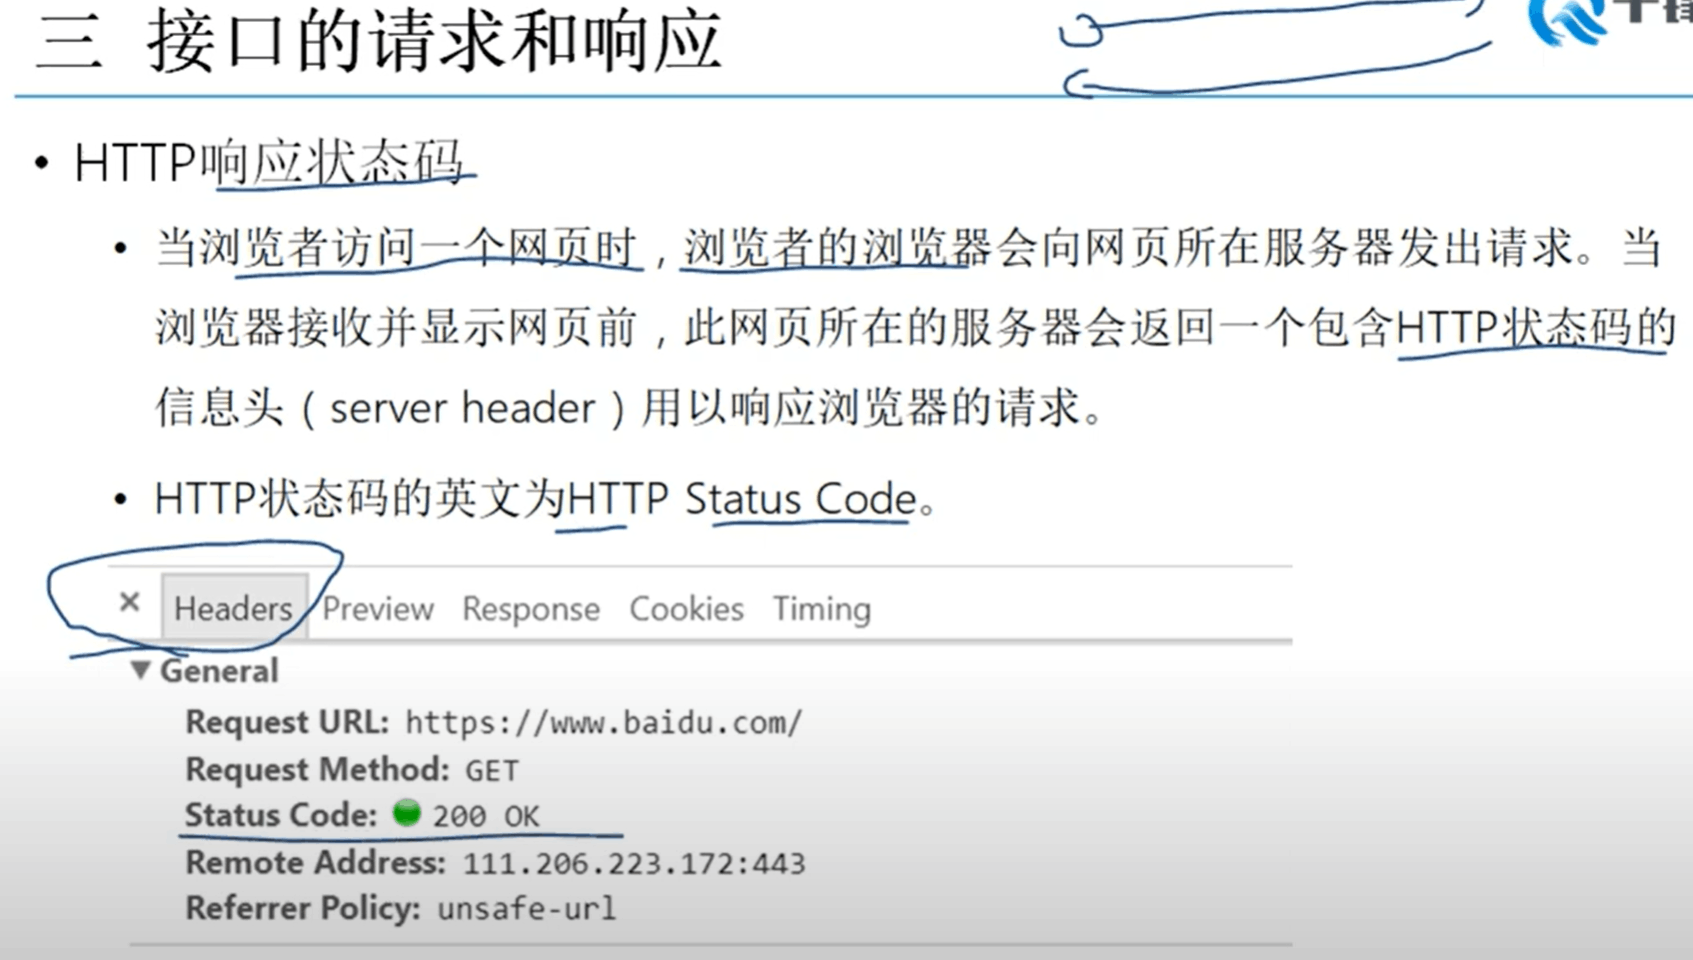 三 接口的请求和响应
• HTTP响应状态码
• 当浏览者访问一个网页时，浏览者的浏览器会向网页所在服务器发出请求。当
浏览器接收并显示网页前，此网页所在的服务器会返回一个包含HTTP状态码的
信息头（server header）用以响应浏览器的请求。
• HTTP状态码的英文为HTTP Status Code。
× Headers Preview Response Cookies Timing
▼ General
Request URL: https://www.baidu.com/
Request Method: GET
Status Code: 200 OK
Remote Address: 111.206.223.172:443
Referrer Policy: unsafe-url